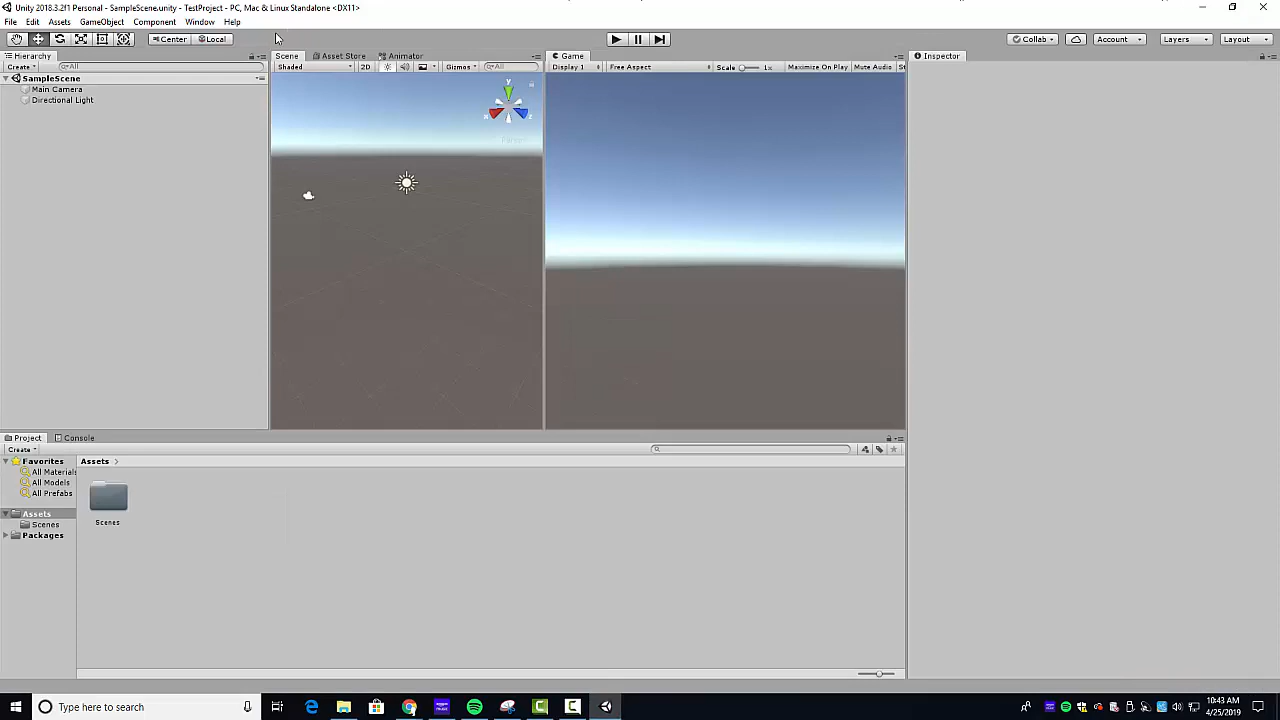 Unity 2018.3.2f1 Personal - SampleScene.unity - TestProject - PC, Mac & Linux Standalone <DX11>
File Edit Assets GameObject Component Window Help
Center Local Collab Account Layers Layout
Hierarchy Scene Asset Store Animator Game Inspector
Create All Shaded 2D Gizmos All Display 1 Free Aspect Scale 1x Maximize On Play Mute Audio St
SampleScene
Main Camera
Directional Light
y
x z
Persp
Project Console
Create
Favorites
All Materials
All Models
All Prefabs
Assets
Scenes
Packages
Assets >
Scenes
Type here to search
10:43 AM
4/25/2019